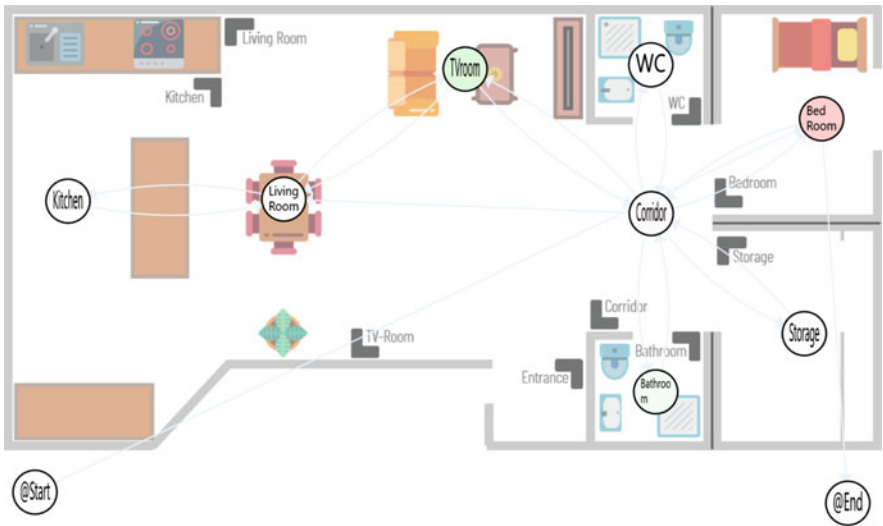 Living Room
TVroom
WC
Kitchen
WC
Bed
Room
Kitchen
Living
Room
Bedroom
Corridor
Storage
Corridor
TV-Room
Storage
Entrance
Bathroom
Bathroo
m
@Start
@End